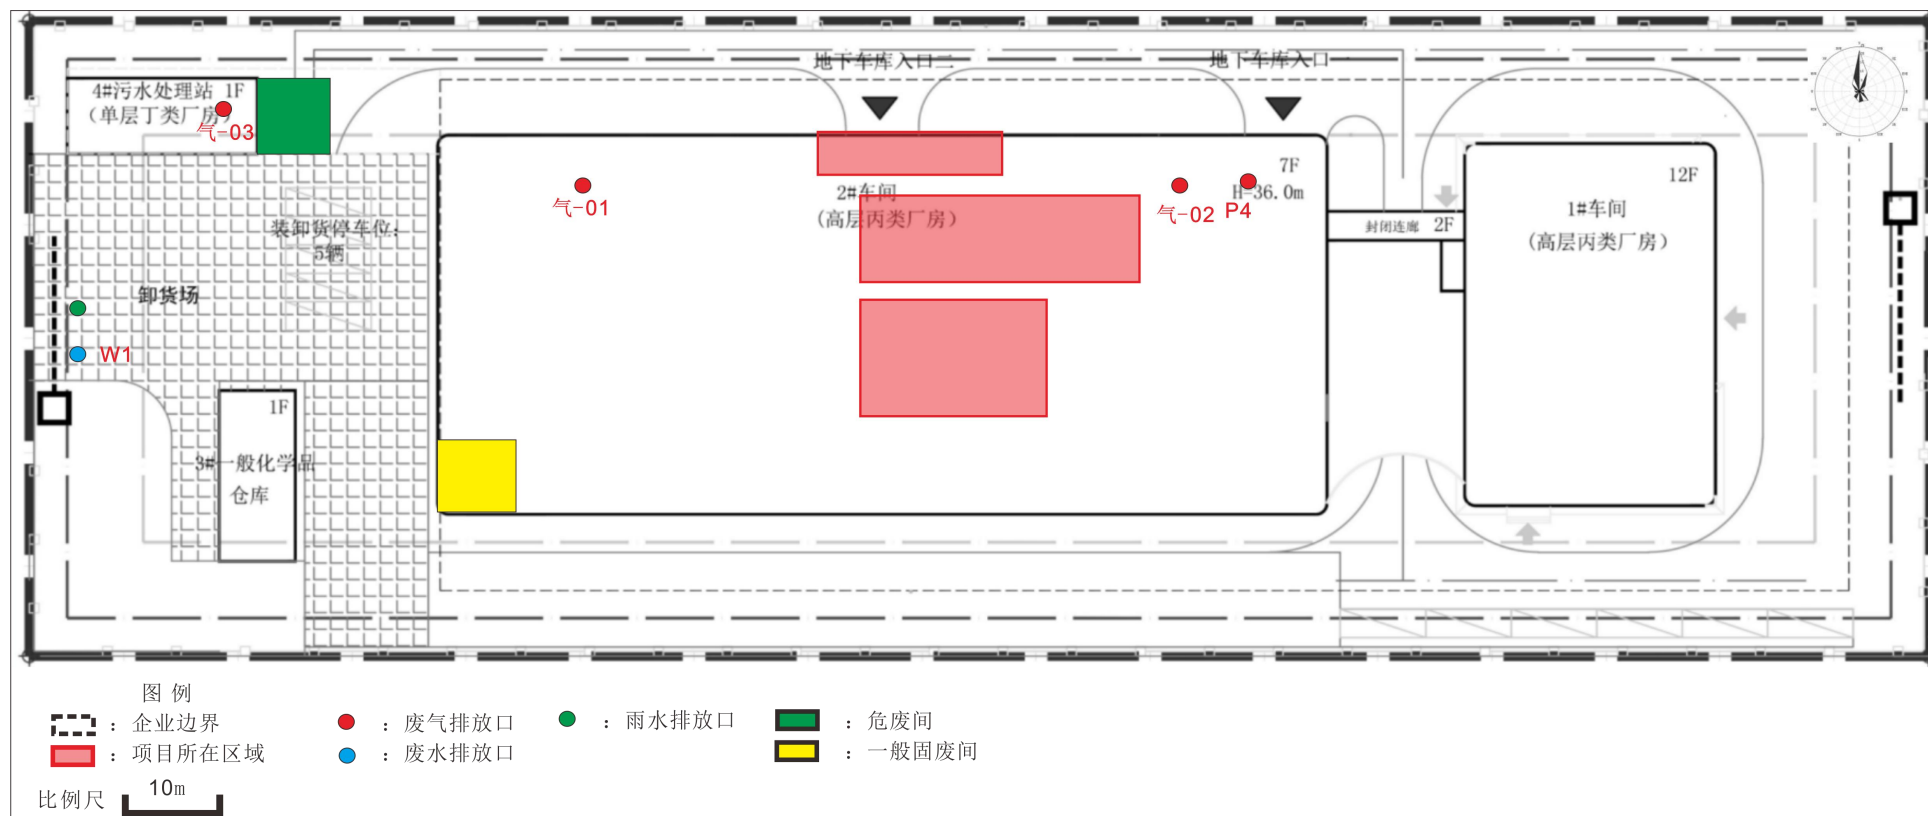 地下车库入口二
地下车库入口一
4#污水处理站 1F
(单层丁类厂房)
气-03
7F
H=36.0m
12F
2#车间
(高层丙类厂房)
气-01
气-02
P4
1#车间
(高层丙类厂房)
封闭连廊 2F
装卸货停车位:
5辆
卸货场
W1
1F
3#一般化学品
仓库
图 例
: 企业边界
: 废气排放口
: 雨水排放口
: 危废间
: 项目所在区域
: 废水排放口
: 一般固废间
比例尺 10m